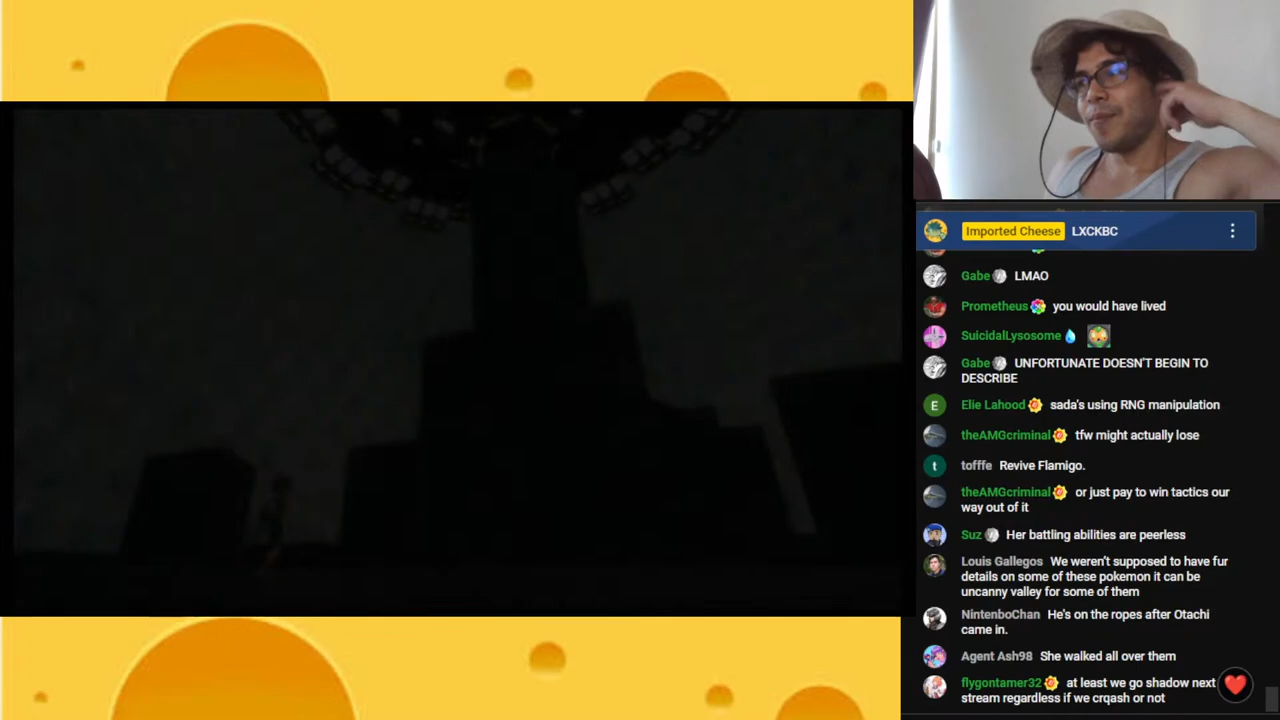 Imported Cheese LXCKBC
Gabe LMAO
Prometheus you would have lived
SuicidalLysosome
Gabe UNFORTUNATE DOESN'T BEGIN TO
DESCRIBE
E Elie Lahood sada's using RNG manipulation
theAMGcriminal tfw might actually lose
t tofffe Revive Flamigo.
theAMGcriminal or just pay to win tactics our
way out of it
Suz Her battling abilities are peerless
Louis Gallegos We weren't supposed to have fur
details on some of these pokemon it can be
uncanny valley for some of them
NintenboChan He's on the ropes after Otachi
came in.
Agent Ash98 She walked all over them
flygontamer32 at least we go shadow next
stream regardless if we crqash or not